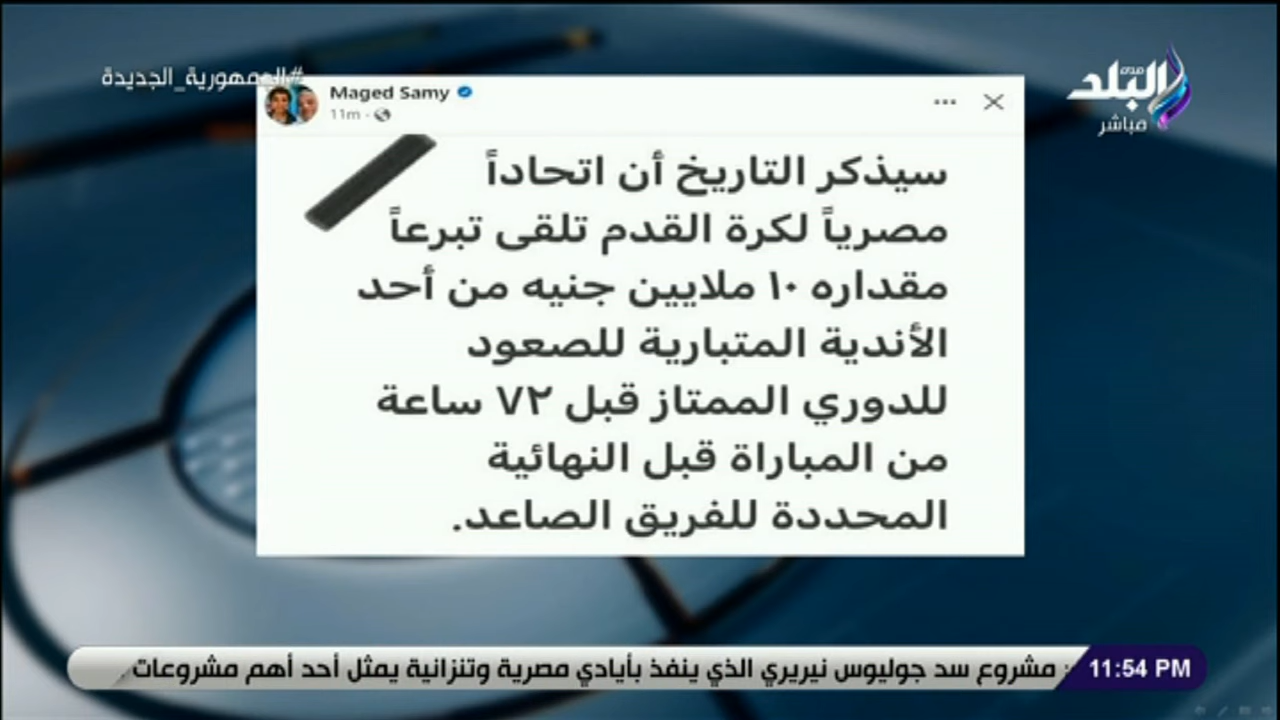 #الجمهورية_الجديدة
صدى البلد
مباشر
Maged Samy
11m
سيذكر التاريخ أن اتحاداً
مصرياً لكرة القدم تلقى تبرعاً
مقداره ١٠ ملايين جنيه من أحد
الأندية المتبارية للصعود
للدوري الممتاز قبل ٧٢ ساعة
من المباراة قبل النهائية
المحددة للفريق الصاعد.
: مشروع سد جوليوس نيريري الذي ينفذ بأيادي مصرية وتنزانية يمثل أحد أهم مشروعات
11:54 PM